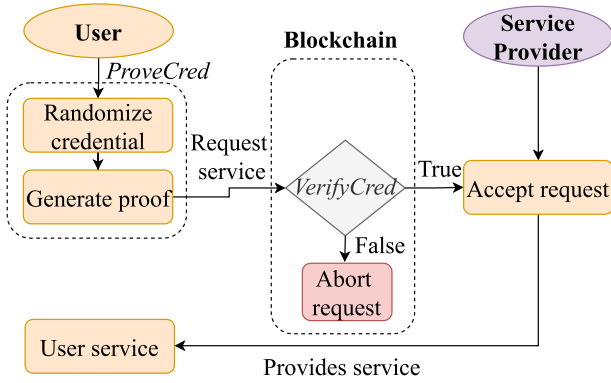 User
Blockchain
Service
Provider
ProveCred
Randomize
credential
Generate proof
Request
service
VerifyCred
True
Accept request
False
Abort
request
User service
Provides service